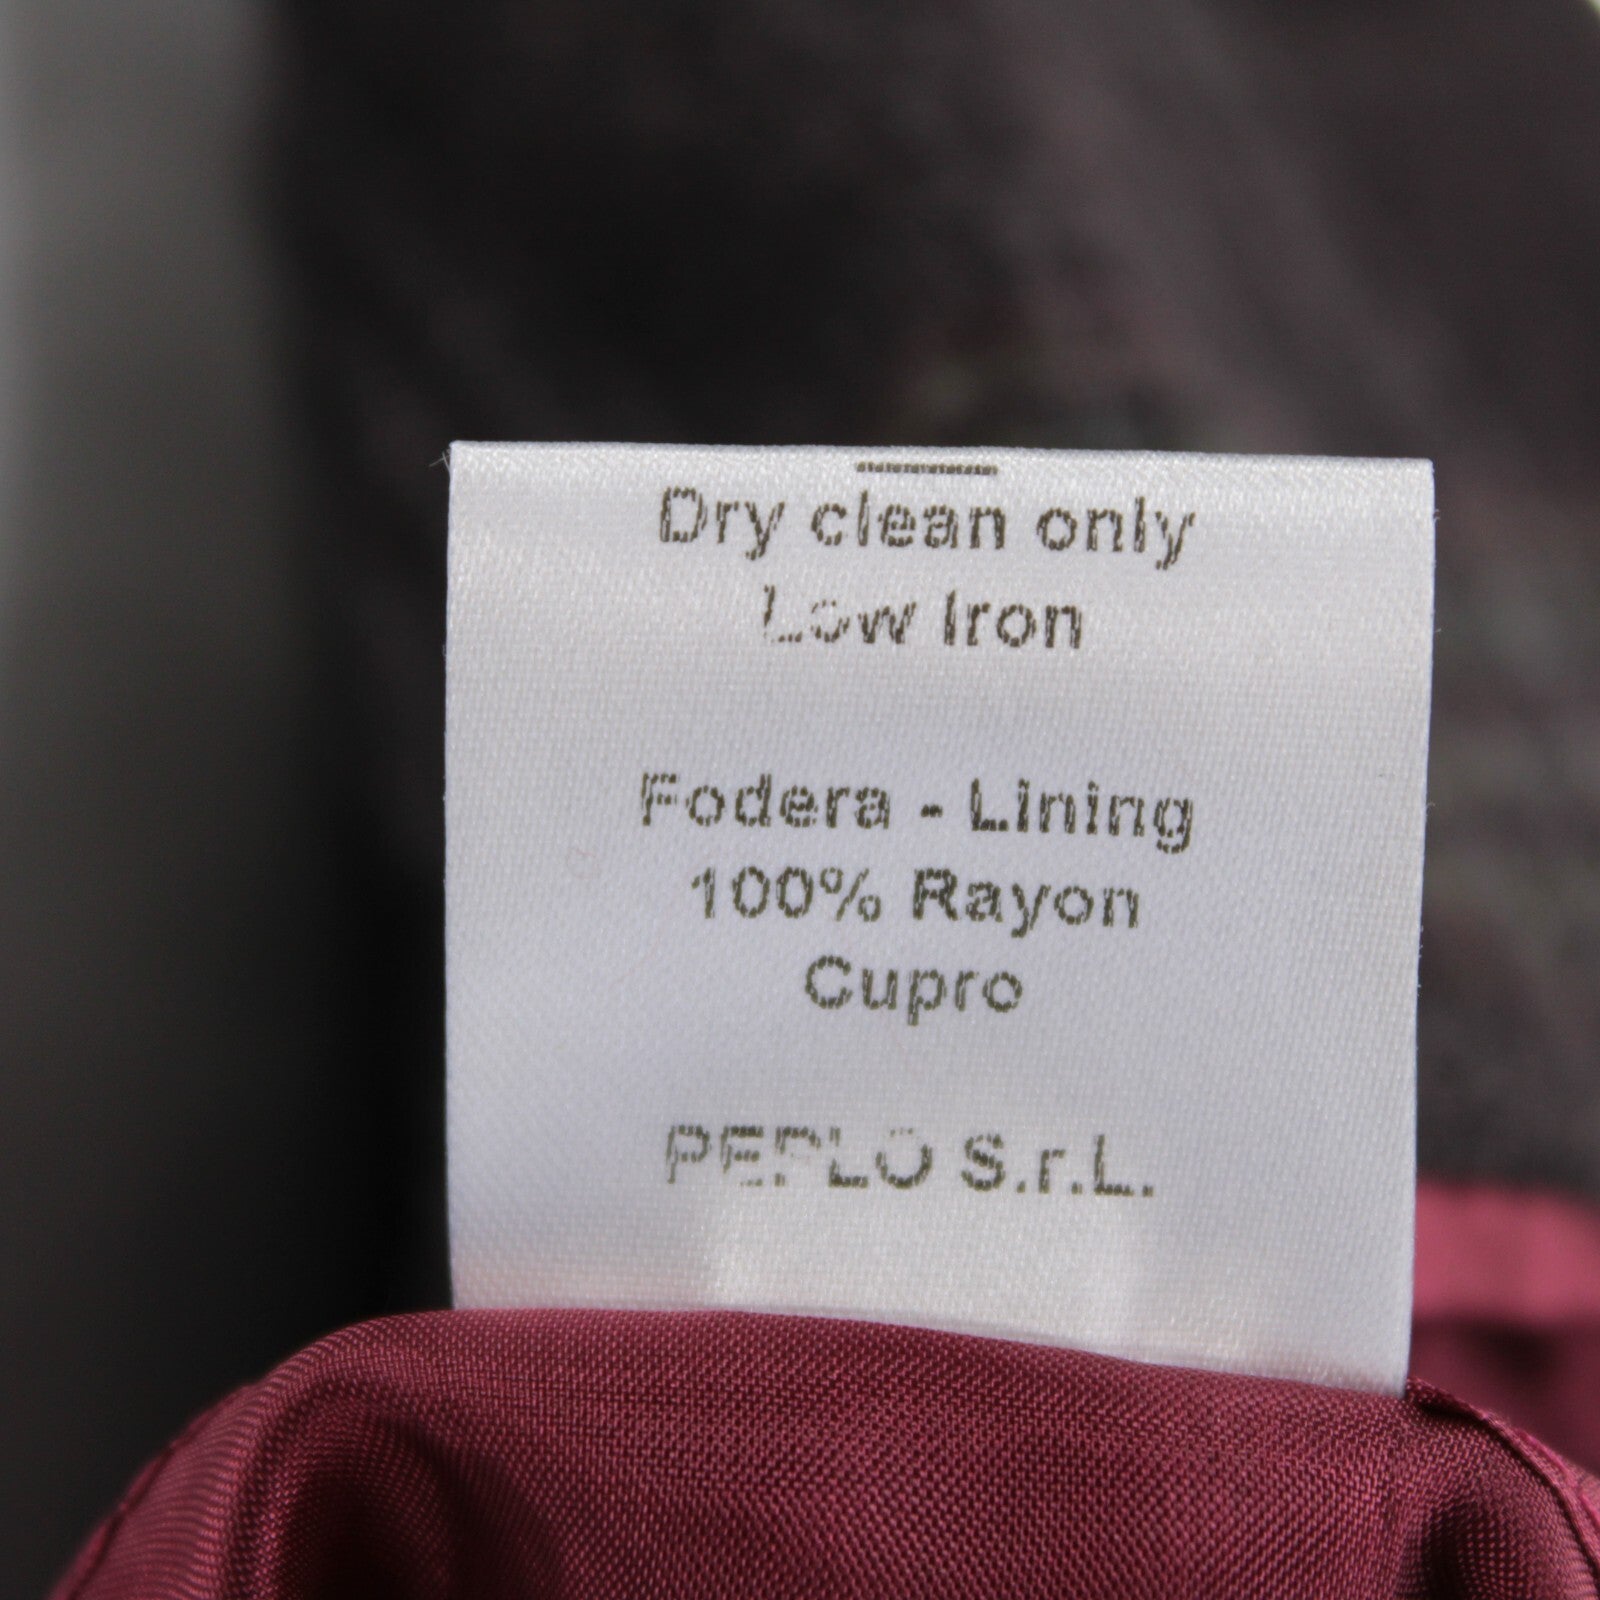 Dry clean only
Low Iron
Fodera - Lining
100% Rayon
Cupro
PEPLO S.r.L.